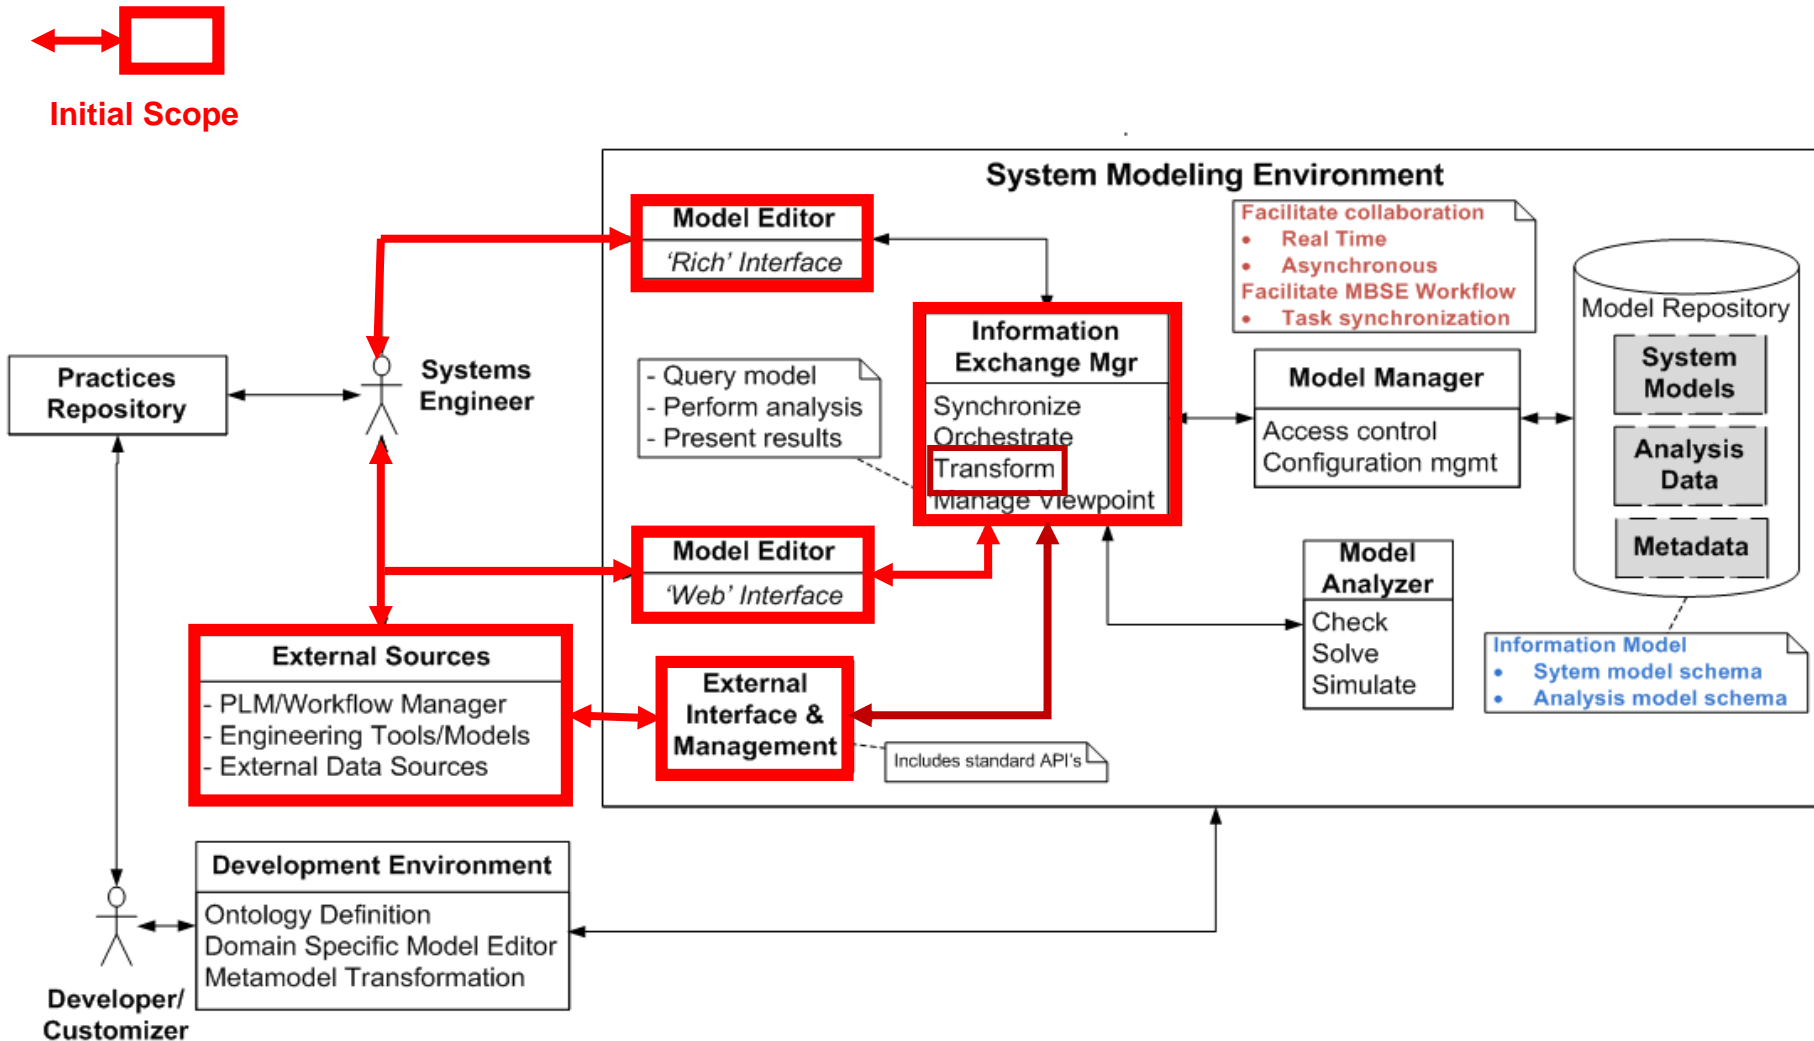 Initial Scope
System Modeling Environment
Model Editor
‘Rich’ Interface
Facilitate collaboration
• Real Time
• Asynchronous
Facilitate MBSE Workflow
• Task synchronization
Model Repository
System
Models
Analysis
Data
Metadata
Information
Exchange Mgr
Synchronize
Orchestrate
Transform
Manage Viewpoint
- Query model
- Perform analysis
- Present results
Model Manager
Access control
Configuration mgmt
Practices
Repository
Systems
Engineer
Model Editor
‘Web’ Interface
Model
Analyzer
Check
Solve
Simulate
Information Model
• Sytem model schema
• Analysis model schema
External Sources
- PLM/Workflow Manager
- Engineering Tools/Models
- External Data Sources
External
Interface &
Management
Includes standard API's
Development Environment
Ontology Definition
Domain Specific Model Editor
Metamodel Transformation
Developer/
Customizer